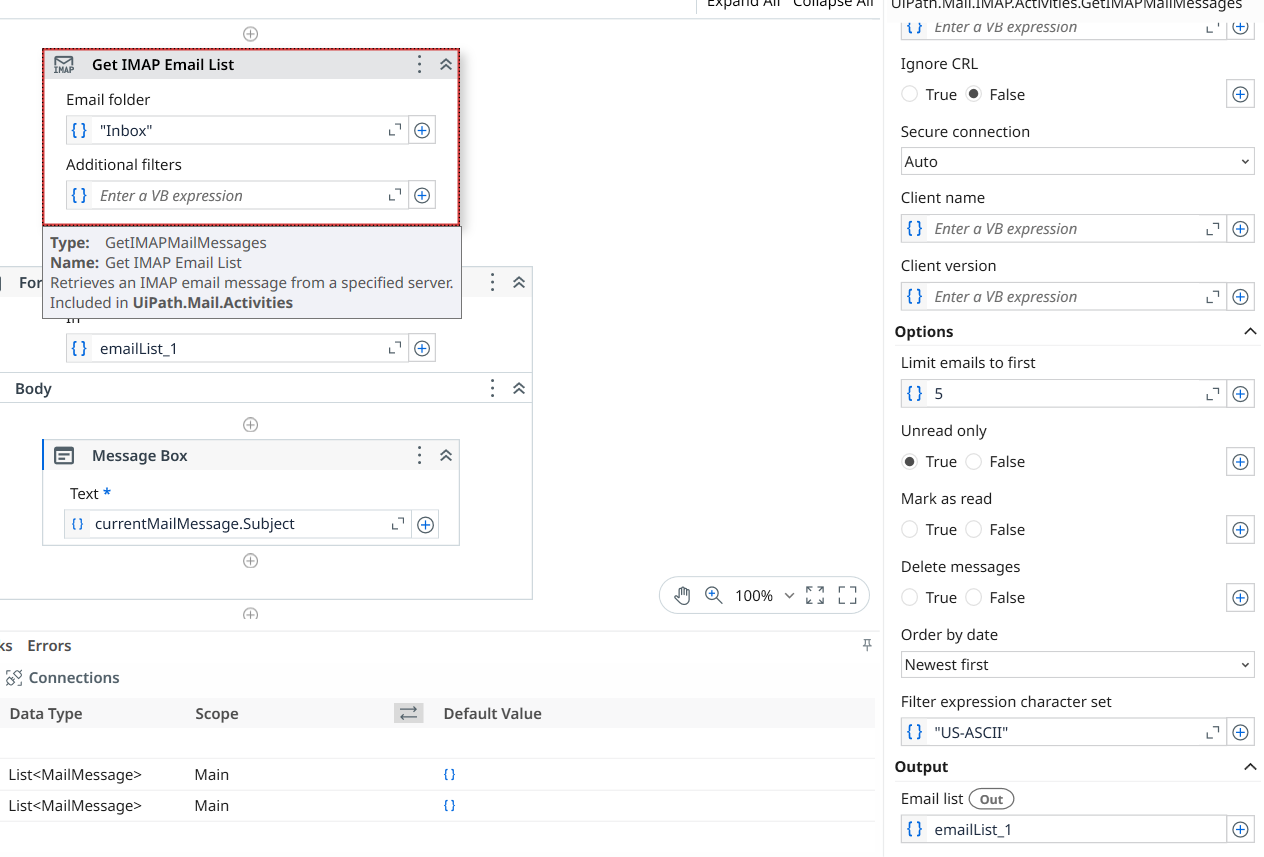 Expand All Collapse All
Get IMAP Email List
IMAP
Email folder
"Inbox"
Additional filters
Enter a VB expression
Type: GetIMAPMailMessages
Name: Get IMAP Email List
Retrieves an IMAP email message from a specified server.
Included in UiPath.Mail.Activities
For
In
emailList_1
Body
Message Box
Text *
currentMailMessage.Subject
100%
ks Errors
Connections
Data Type Scope Default Value
List<MailMessage> Main
List<MailMessage> Main
UiPath.Mail.IMAP.Activities.GetIMAPMailMessages
Enter a VB expression
Ignore CRL
True False
Secure connection
Auto
Client name
Enter a VB expression
Client version
Enter a VB expression
Options
Limit emails to first
5
Unread only
True False
Mark as read
True False
Delete messages
True False
Order by date
Newest first
Filter expression character set
"US-ASCII"
Output
Email list Out
emailList_1